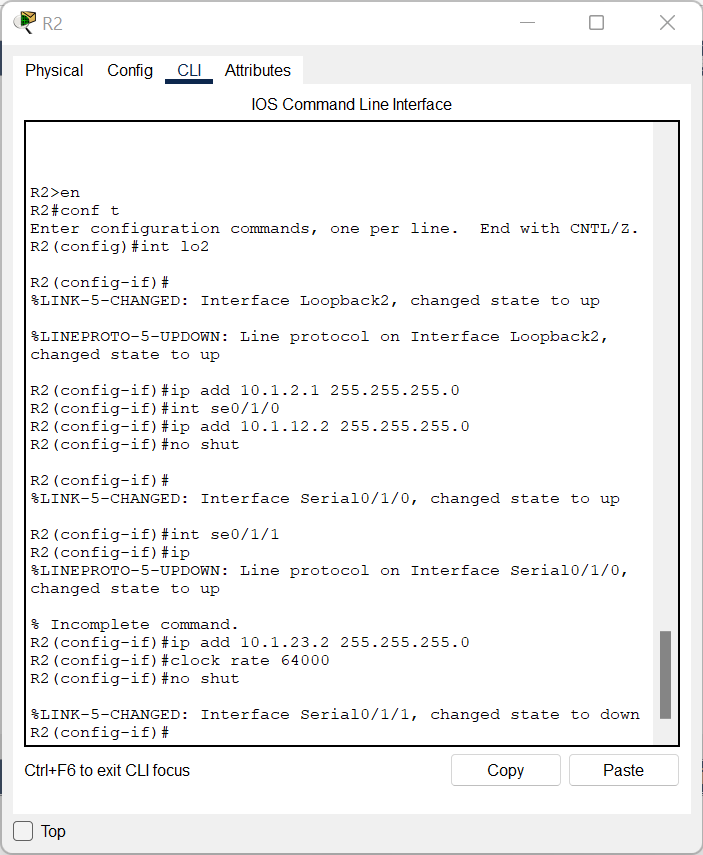 R2
Physical Config CLI Attributes
IOS Command Line Interface
R2>en
R2#conf t
Enter configuration commands, one per line.  End with CNTL/Z.
R2(config)#int lo2
R2(config-if)#
%LINK-5-CHANGED: Interface Loopback2, changed state to up
%LINEPROTO-5-UPDOWN: Line protocol on Interface Loopback2,
changed state to up
R2(config-if)#ip add 10.1.2.1 255.255.255.0
R2(config-if)#int se0/1/0
R2(config-if)#ip add 10.1.12.2 255.255.255.0
R2(config-if)#no shut
R2(config-if)#
%LINK-5-CHANGED: Interface Serial0/1/0, changed state to up
R2(config-if)#int se0/1/1
R2(config-if)#ip
%LINEPROTO-5-UPDOWN: Line protocol on Interface Serial0/1/0,
changed state to up
% Incomplete command.
R2(config-if)#ip add 10.1.23.2 255.255.255.0
R2(config-if)#clock rate 64000
R2(config-if)#no shut
%LINK-5-CHANGED: Interface Serial0/1/1, changed state to down
R2(config-if)#
Ctrl+F6 to exit CLI focus Copy Paste
Top